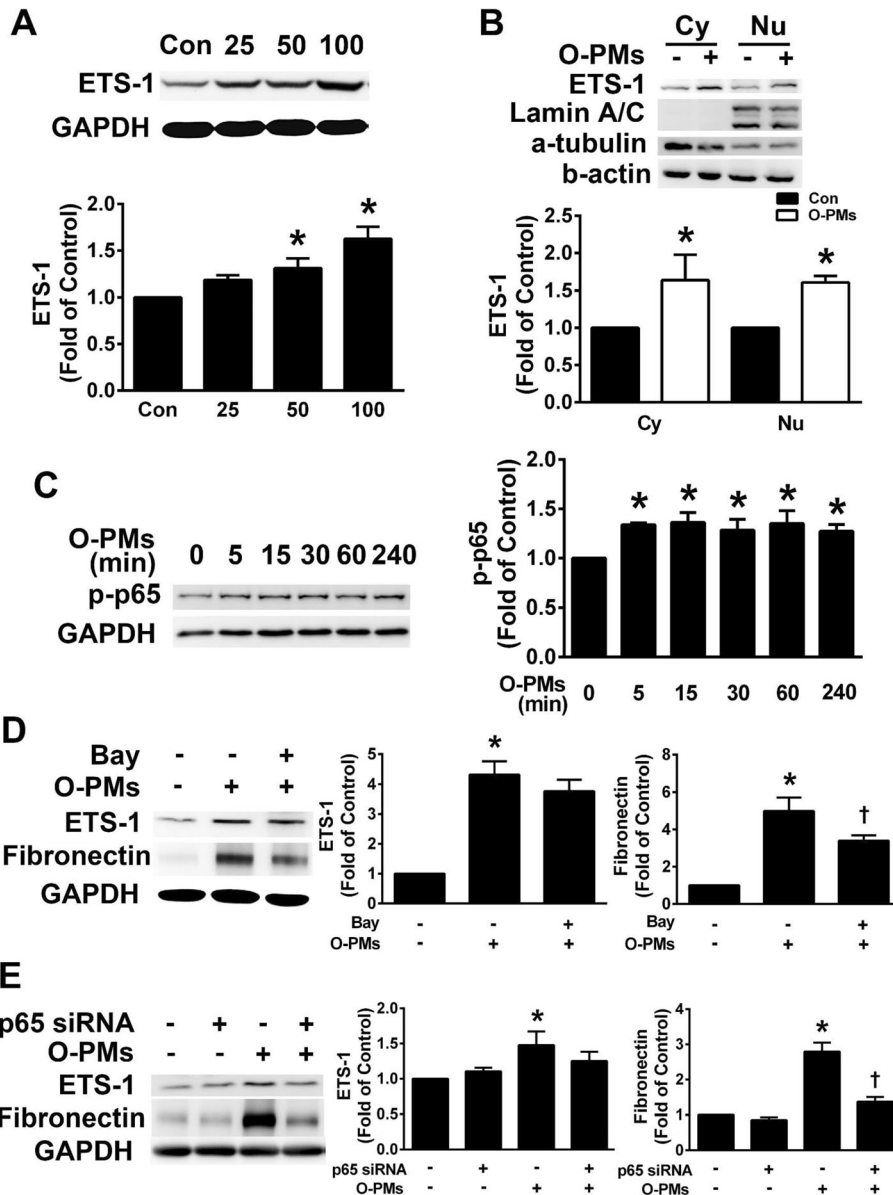 A
Con 25 50 100
ETS-1
GAPDH
ETS-1
(Fold of Control)
2.0
1.5
1.0
0.5
0.0
* *
Con 25 50 100
B
Cy Nu
O-PMs - + - +
ETS-1
Lamin A/C
a-tubulin
b-actin
Con
O-PMs
ETS-1
(Fold of Control)
2.5
2.0
1.5
1.0
0.5
0.0
* *
Cy Nu
C
O-PMs
(min) 0 5 15 30 60 240
p-p65
GAPDH
p-p65
(Fold of Control)
2.0
1.5
1.0
0.5
0.0
* * * * *
O-PMs
(min) 0 5 15 30 60 240
D
Bay - - +
O-PMs - + +
ETS-1
Fibronectin
GAPDH
ETS-1
(Fold of Control)
5
4
3
2
1
0
*
Bay - - +
O-PMs - + +
Fibronectin
(Fold of Control)
8
6
4
2
0
* †
Bay - - +
O-PMs - + +
E
p65 siRNA - + - +
O-PMs - - + +
ETS-1
Fibronectin
GAPDH
ETS-1
(Fold of Control)
2.0
1.5
1.0
0.5
0.0
*
p65 siRNA - + - +
O-PMs - - + +
Fibronectin
(Fold of Control)
4
3
2
1
0
* †
p65 siRNA - + - +
O-PMs - - + +